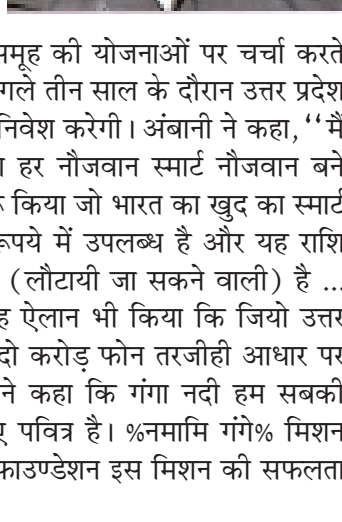 समूह की योजनाओं पर चर्चा करते
गले तीन साल के दौरान उत्तर प्रदेश
निवेश करेगी। अंबानी ने कहा,‘‘मैं
हर नौजवान स्मार्ट नौजवान बने
किया जो भारत का खुद का स्मार्ट
रूपये में उपलब्ध है और यह राशि
(लौटायी जा सकने वाली) है ...
ह ऐलान भी किया कि जियो उत्तर
दो करोड़ फोन तरजीही आधार पर
ने कहा कि गंगा नदी हम सबकी
ए पवित्र है। %नमामि गंगे% मिशन
फाउण्डेशन इस मिशन की सफलता